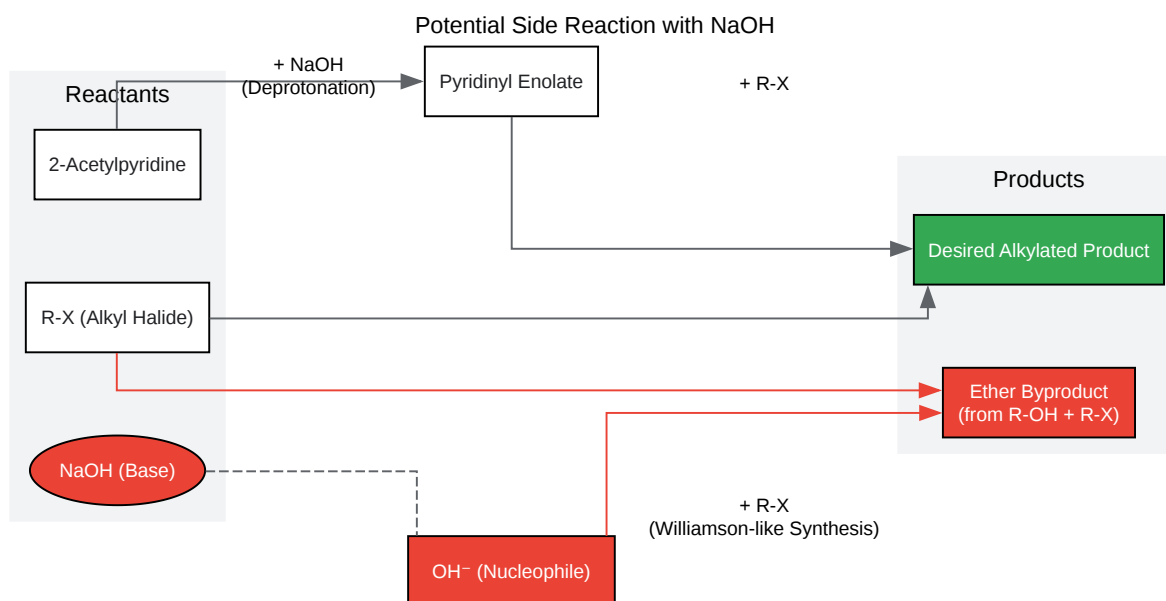 Potential Side Reaction with NaOH
Reactants
+ NaOH
(Deprotonation)
Pyridinyl Enolate
+ R-X
2-Acetylpyridine
Products
Desired Alkylated Product
R-X (Alkyl Halide)
Ether Byproduct
(from R-OH + R-X)
NaOH (Base)
+ R-X
(Williamson-like Synthesis)
OH⁻ (Nucleophile)